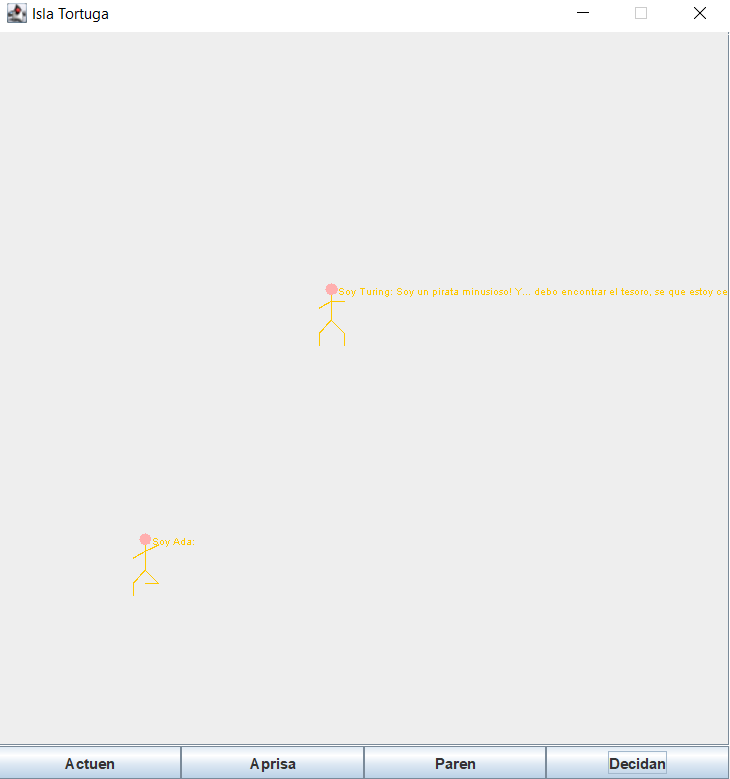 Isla Tortuga
Soy Turing: Soy un pirata minusioso! Y... debo encontrar el tesoro, se que estoy ce
Soy Ada:
Actuen
Aprisa
Paren
Decidan